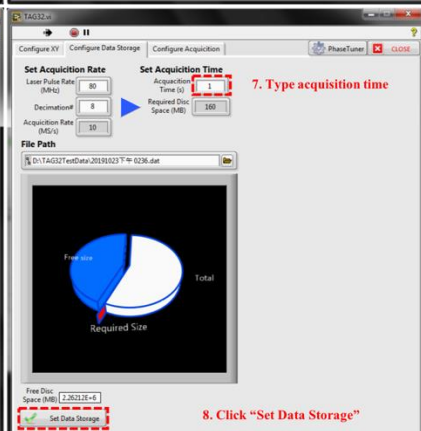 TAG32.vi
Configure XY Configure Data Storage Configure Acquicition PhaseTuner CLOSE
Set Acquicition Rate Set Acquicition Time
Laser Pulse Rate (MHz) 80
Acquacition Time (s) 1
7. Type acquisition time
Decimation# 8
Required Disc Space (MB) 160
Acquicition Rate (MS/s) 10
File Path
D:\TAG32TestData\20191023下午 0236.dat
Free size
Total
Required Size
Free Disc
Space (MB) 2.26212E+6
Set Data Storage
8. Click “Set Data Storage”